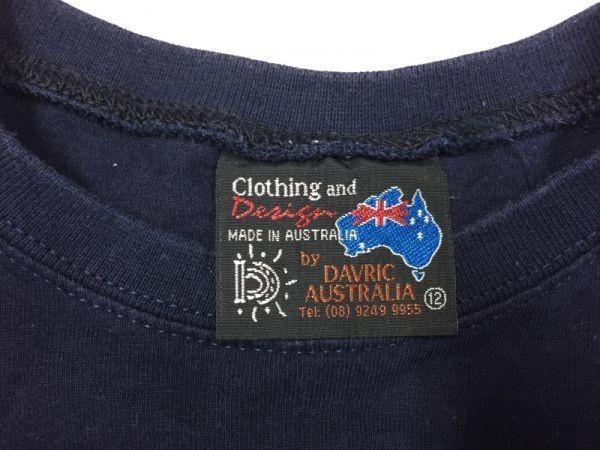 Clothing and
Design
MADE IN AUSTRALIA
by
DAVRIC
AUSTRALIA
12
Tel: (08) 9249 9955